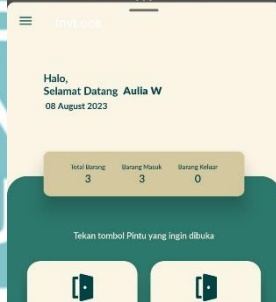 Halo,
Selamat Datang Aulia W
08 August 2023
Total Barang Barang Masuk Barang Keluar
3 3 0
Tekan tombol Pintu yang ingin dibuka